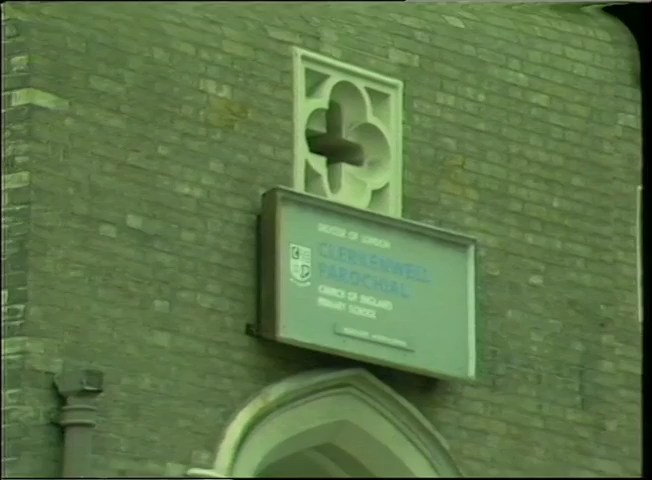 DIOCESE OF LONDON
CLERKENWELL
PAROCHIAL
CHURCH OF ENGLAND
PRIMARY SCHOOL